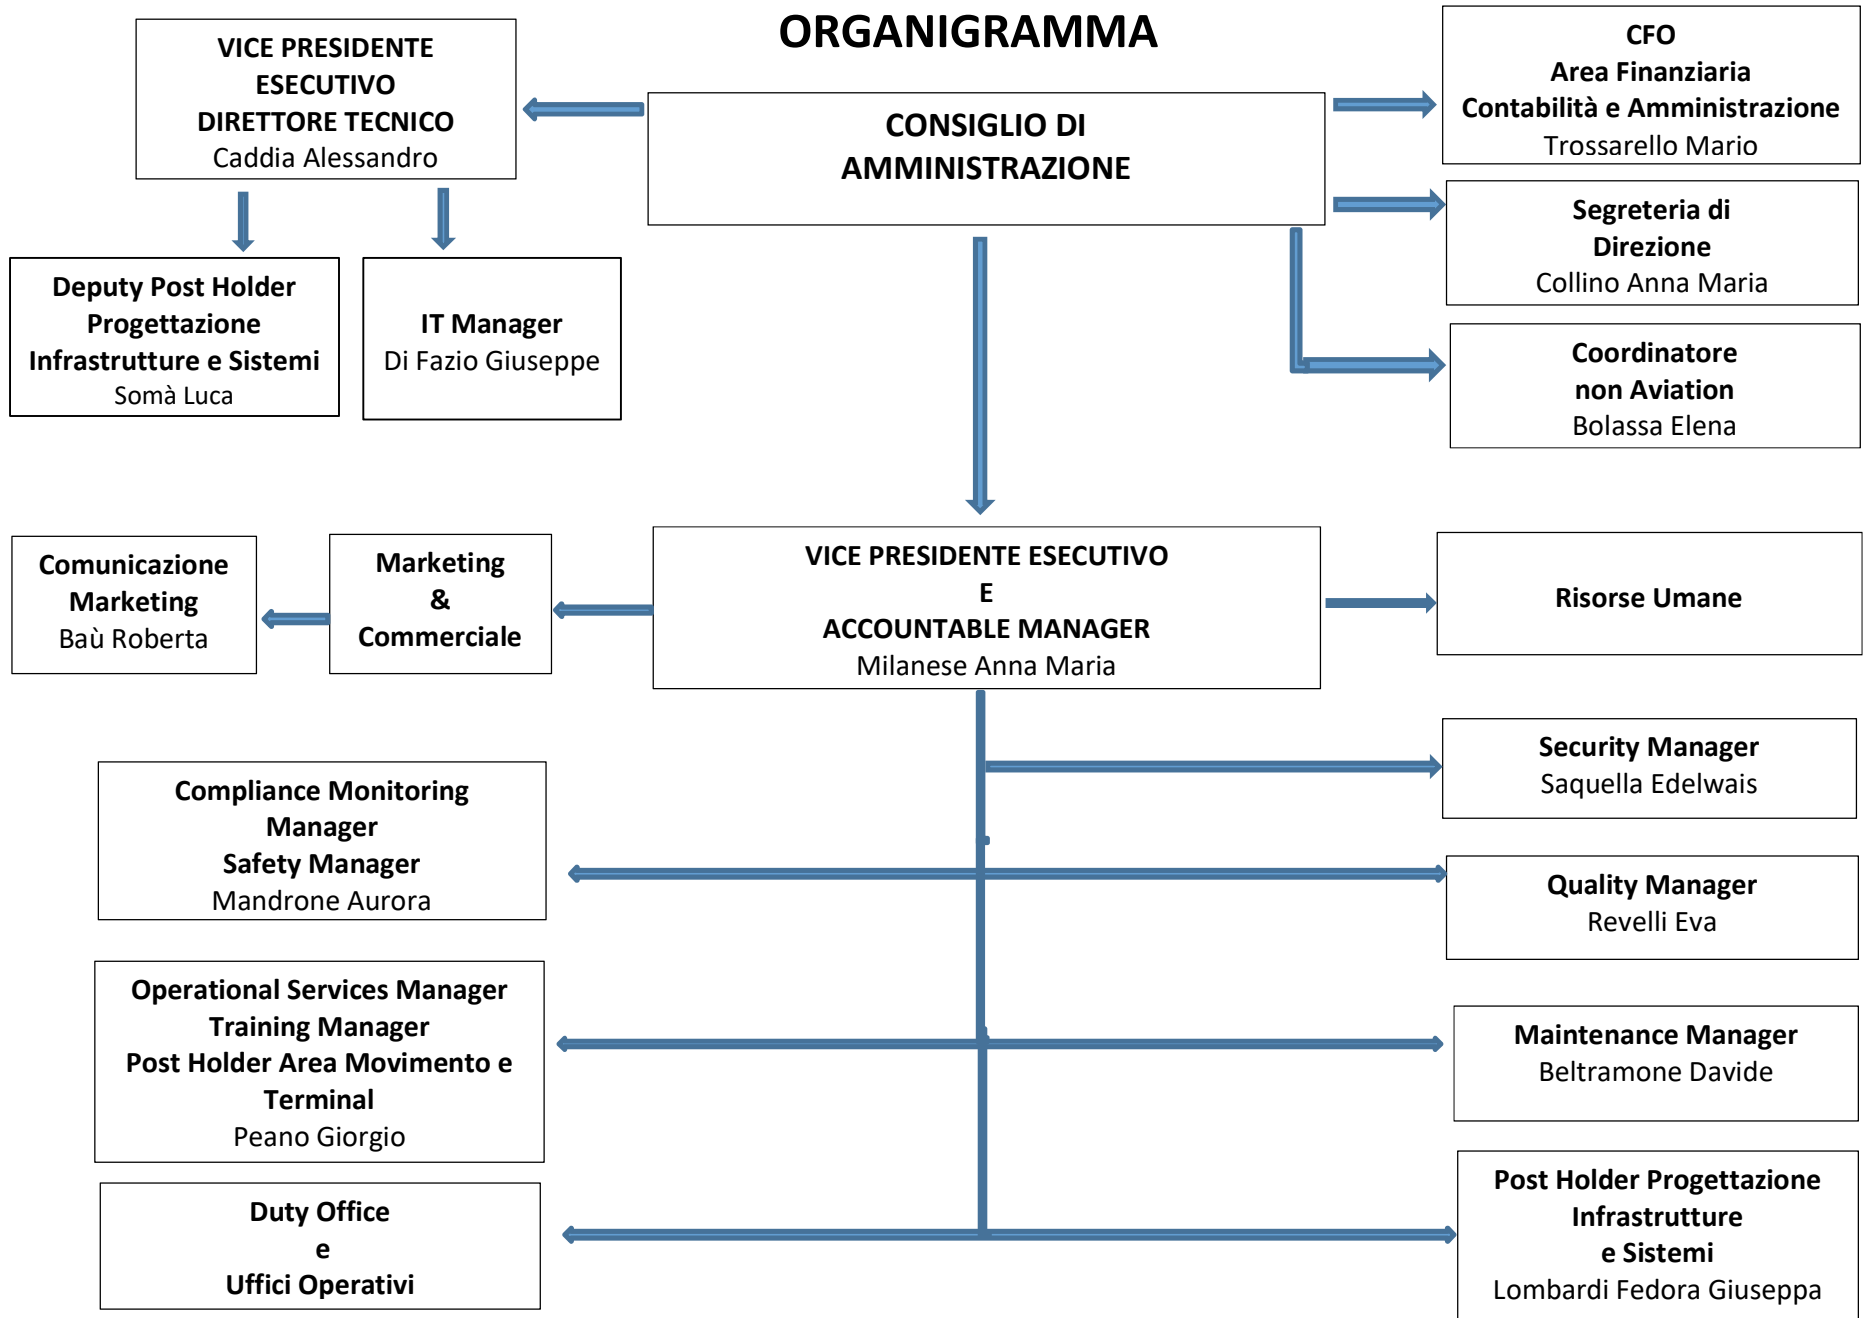 ORGANIGRAMMA
VICE PRESIDENTE
ESECUTIVO
DIRETTORE TECNICO
Caddia Alessandro
CONSIGLIO DI
AMMINISTRAZIONE
CFO
Area Finanziaria
Contabilità e Amministrazione
Trossarello Mario
Segreteria di
Direzione
Collino Anna Maria
Deputy Post Holder
Progettazione
Infrastrutture e Sistemi
Somà Luca
IT Manager
Di Fazio Giuseppe
Coordinatore
non Aviation
Bolassa Elena
Comunicazione
Marketing
Baù Roberta
Marketing
&
Commerciale
VICE PRESIDENTE ESECUTIVO
E
ACCOUNTABLE MANAGER
Milanese Anna Maria
Risorse Umane
Security Manager
Saquella Edelwais
Compliance Monitoring
Manager
Safety Manager
Mandrone Aurora
Quality Manager
Revelli Eva
Operational Services Manager
Training Manager
Post Holder Area Movimento e
Terminal
Peano Giorgio
Maintenance Manager
Beltramone Davide
Duty Office
e
Uffici Operativi
Post Holder Progettazione
Infrastrutture
e Sistemi
Lombardi Fedora Giuseppa